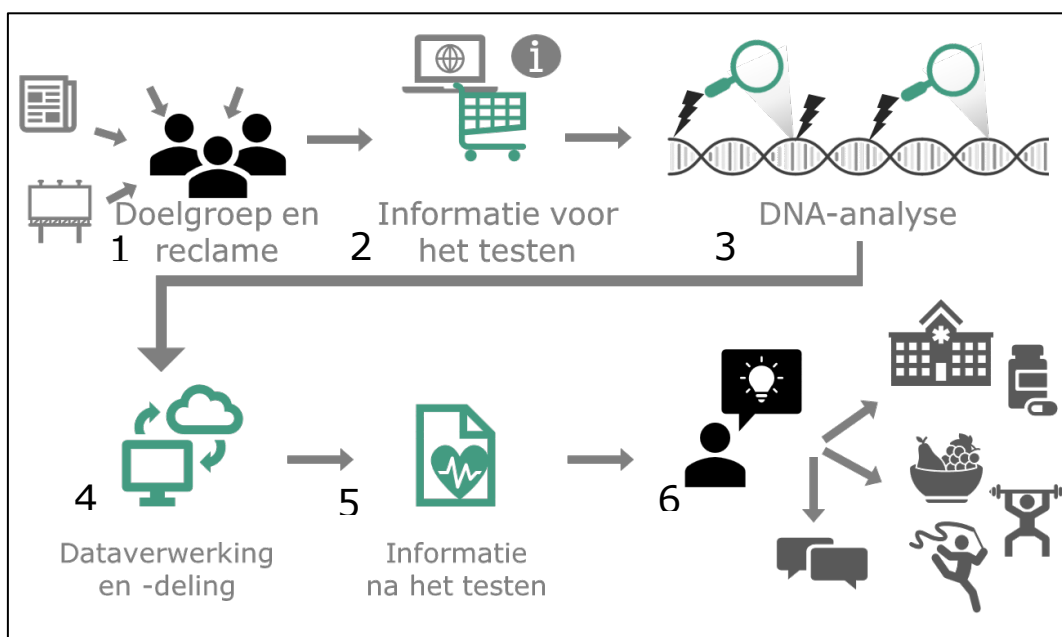 Doelgroep en
1 reclame
Informatie voor
2 het testen
DNA-analyse
3
4
Dataverwerking
en -deling
5
Informatie
na het testen
6